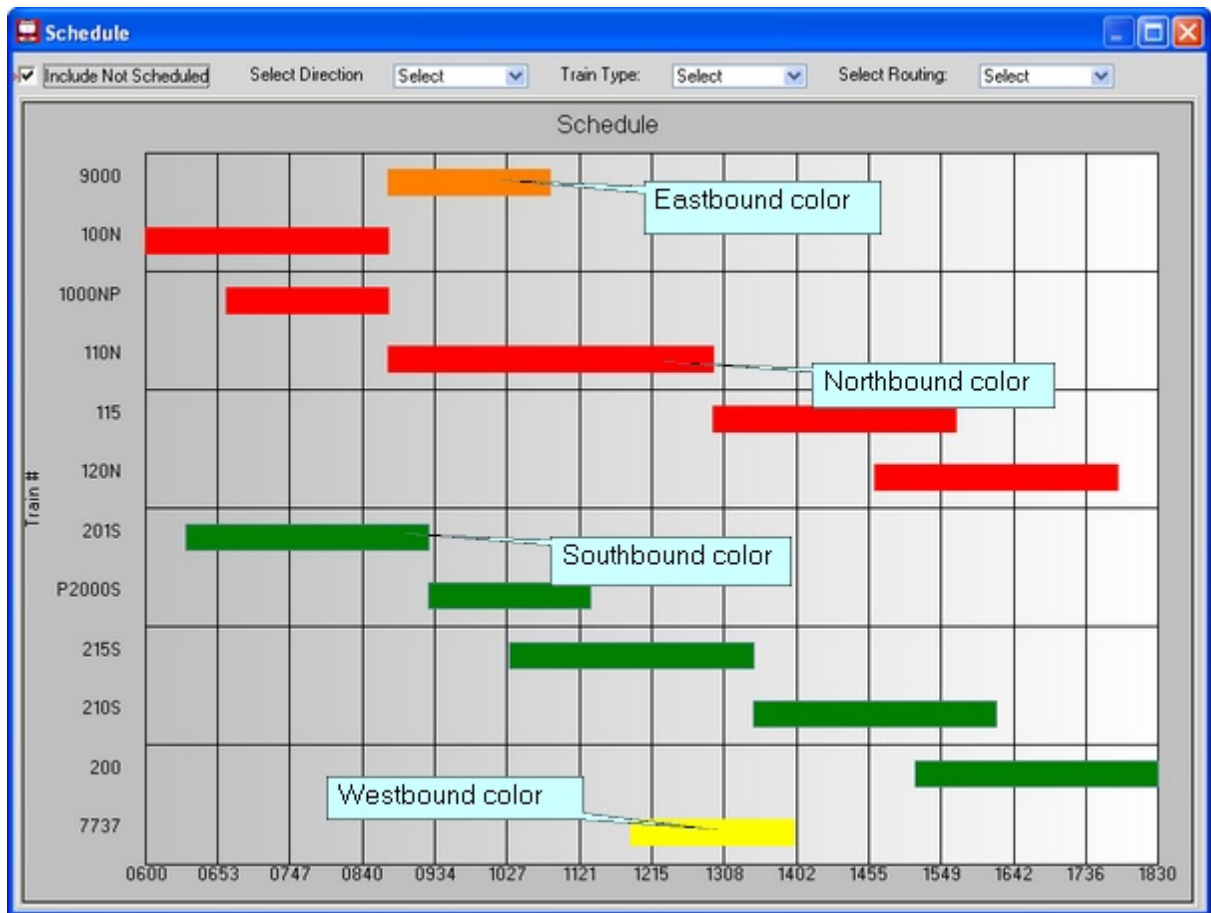 Schedule
Include Not Scheduled Select Direction Select Train Type: Select Select Routing: Select
Schedule
9000
Eastbound color
100N
1000NP
110N
Northbound color
115
120N
Train #
201S
Southbound color
P2000S
215S
210S
200
Westbound color
7737
0600 0653 0747 0840 0934 1027 1121 1215 1308 1402 1455 1549 1642 1736 1830